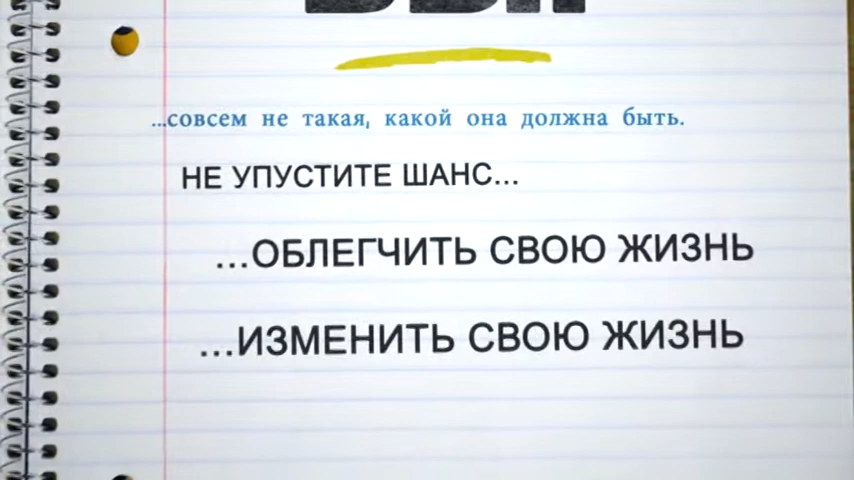 ...совсем не такая, какой она должна быть.
НЕ УПУСТИТЕ ШАНС...
...ОБЛЕГЧИТЬ СВОЮ ЖИЗНЬ
...ИЗМЕНИТЬ СВОЮ ЖИЗНЬ